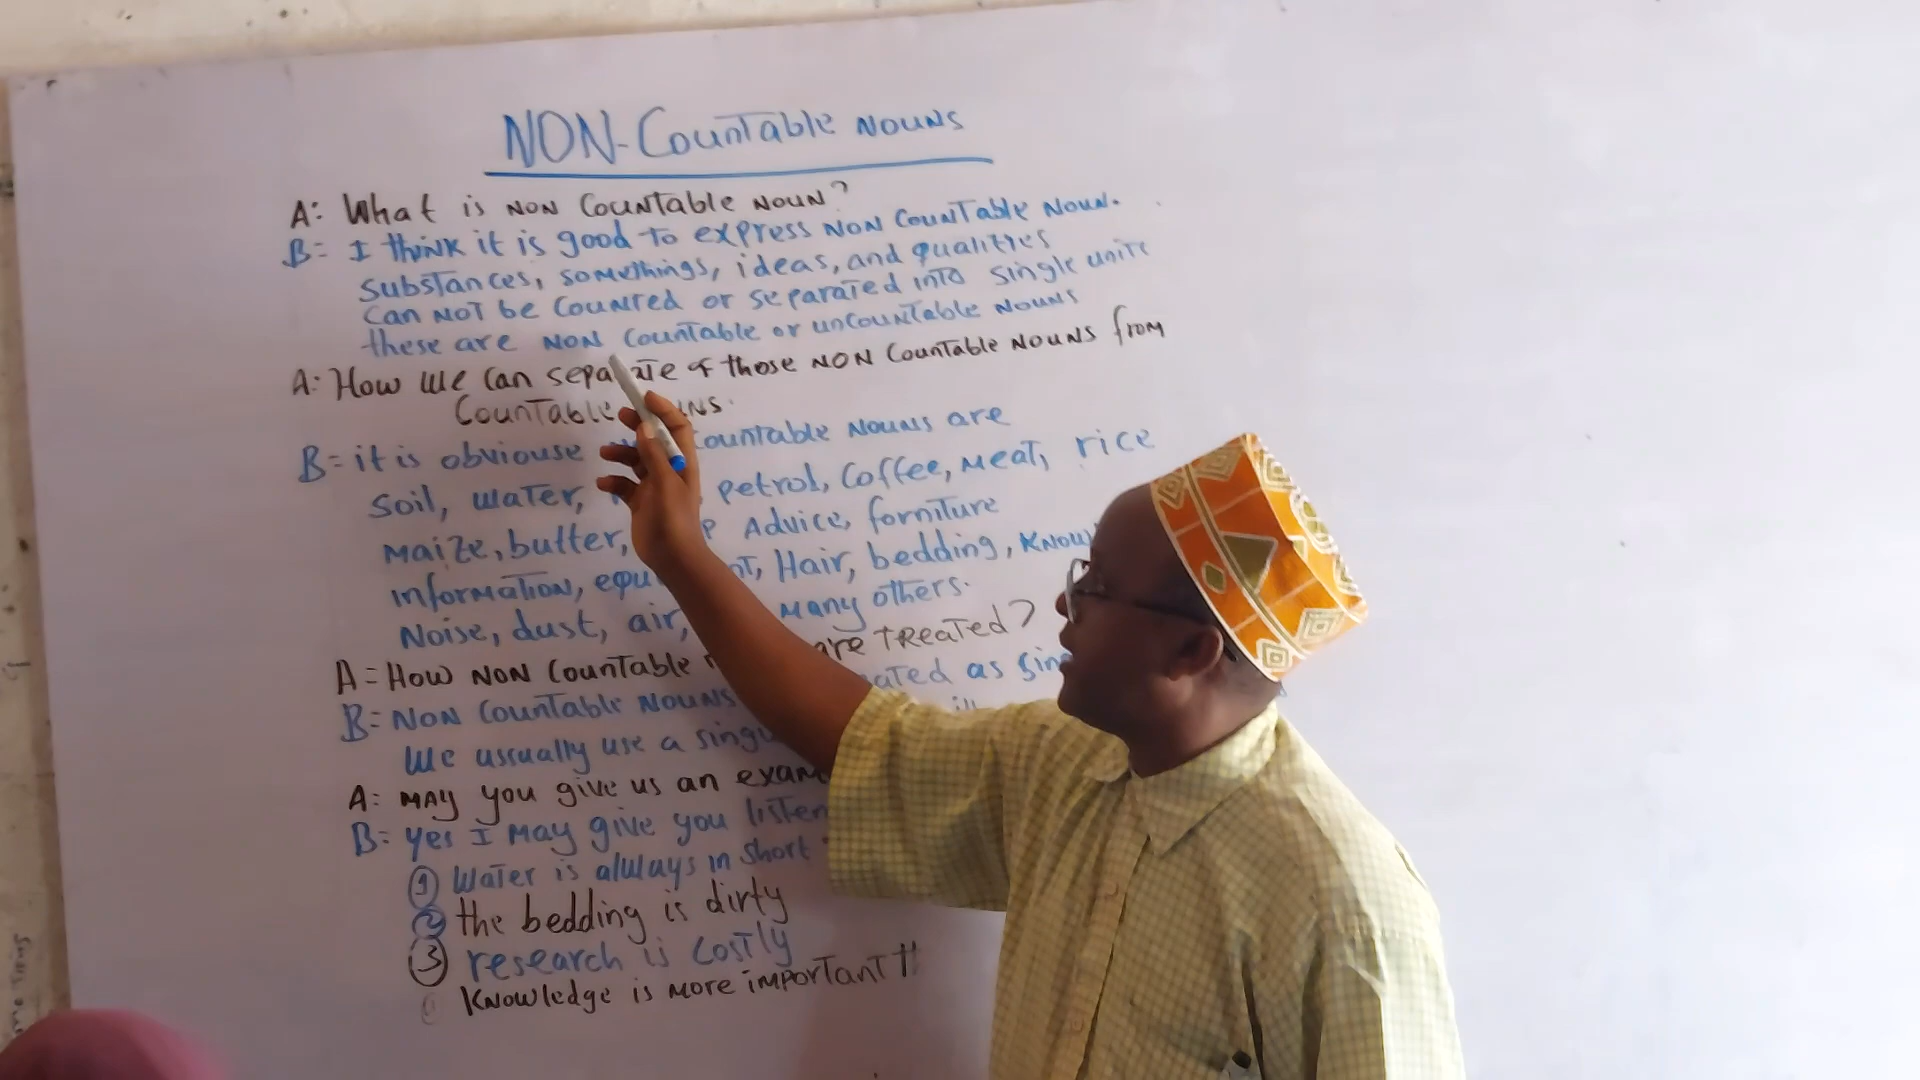 NON-Countable NOUNS
A: What is NON Countable NOUN?
B= I think it is good to express NON Countable NOUN.
substances, somethings, ideas, and qualities
Can NOT be Counted or separated into single
these are NON Countable or uncountable NOUNS
A: How we can separate of those NON Countable NOUNS from
Countable
B= it is obviouse Countable NOUNS are
Soil, water, petrol, Coffee, Meat, rice
Maize, butter, Advice, forniture
information, Hair, bedding,
Noise, dust, air, many others.
A= How NON Countable are TREATED?
B= NON Countable NOUNS as
We ussually use a
A: MAY you give us an
B= yes I May give you listen
① Water is always in short
② the bedding is dirty
③ research is Costly
Knowledge is more important